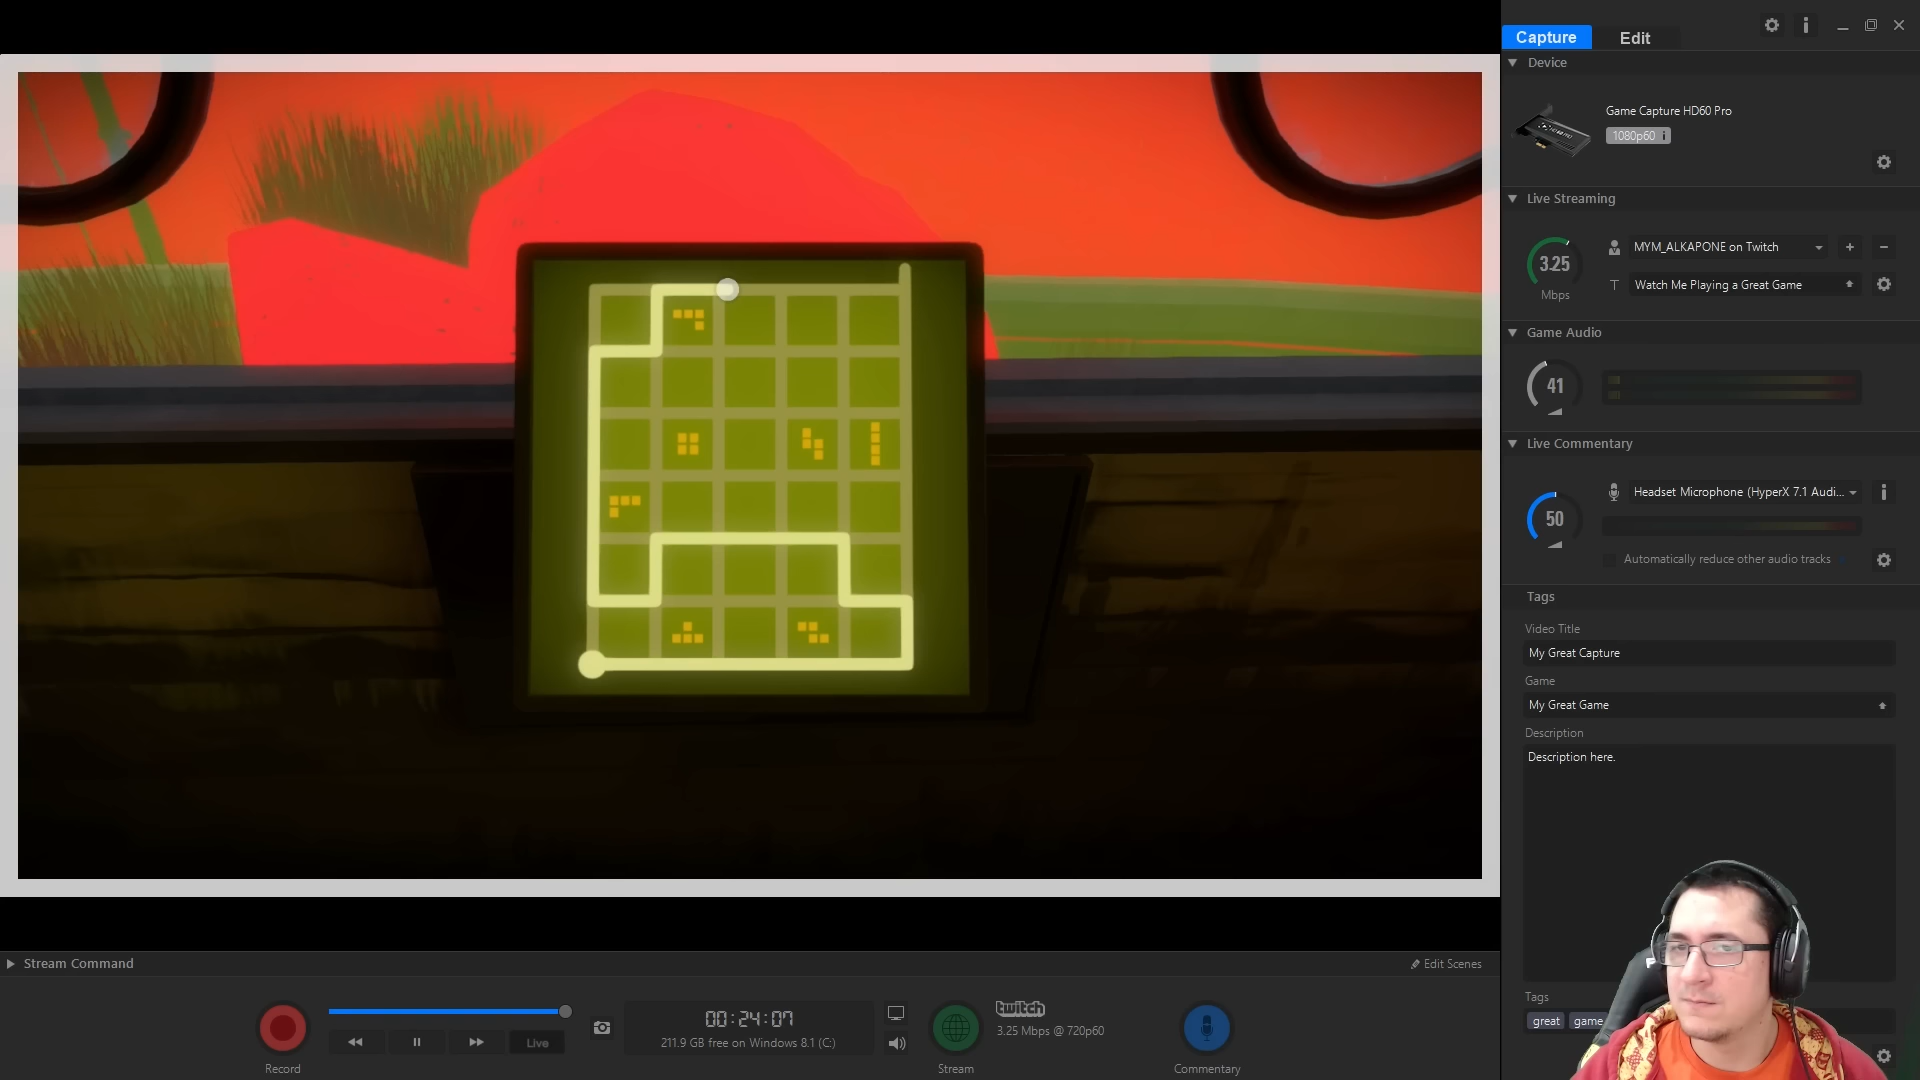 Capture
Edit
Device
Game Capture HD60 Pro
1080p60 i
Live Streaming
3.25
Mbps
MYM_ALKAPONE on Twitch
Watch Me Playing a Great Game
Game Audio
41
Live Commentary
50
Headset Microphone (HyperX 7.1 Audi...
Automatically reduce other audio tracks
Tags
Video Title
My Great Capture
Game
My Great Game
Description
Description here.
Tags
great
game
Stream Command
Edit Scenes
Record
Live
00:24:07
211.9 GB free on Windows 8.1 (C:)
Stream
twitch
3.25 Mbps @ 720p60
Commentary